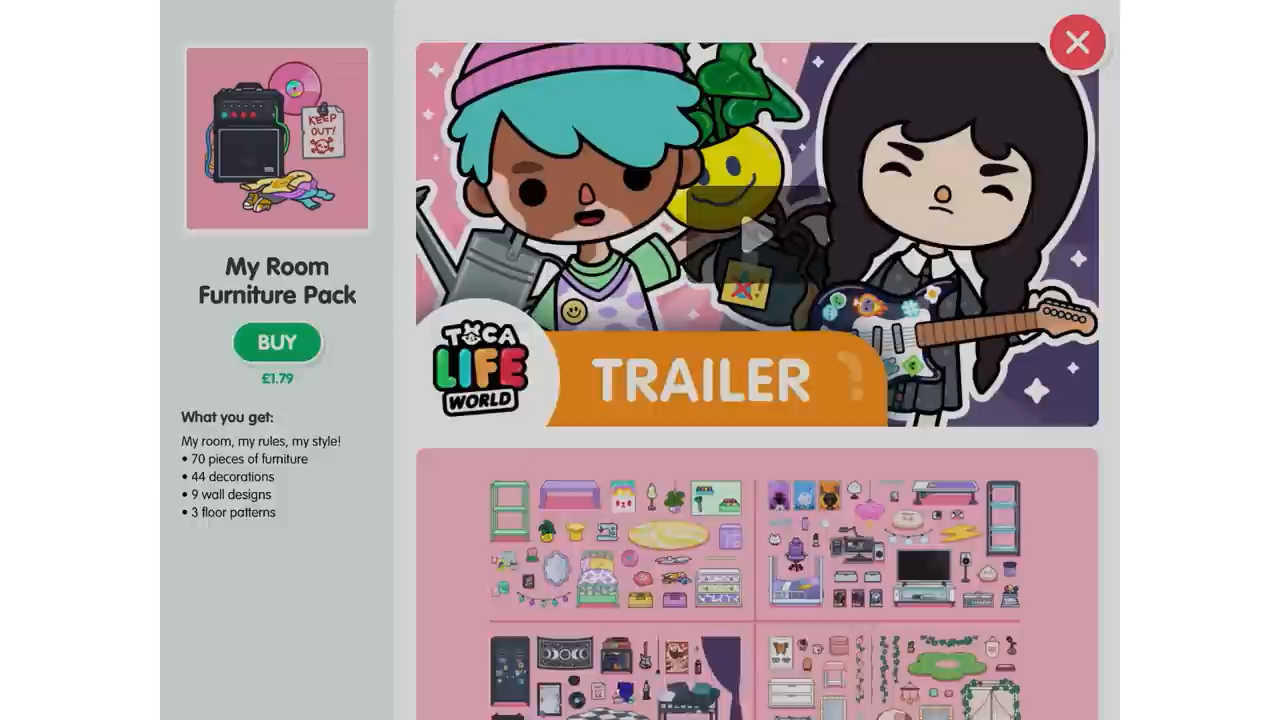 KEEP
OUT!
My Room
Furniture Pack
BUY
£1.79
What you get:
My room, my rules, my style!
• 70 pieces of furniture
• 44 decorations
• 9 wall designs
• 3 floor patterns
TOCA
LIFE
WORLD
TRAILER